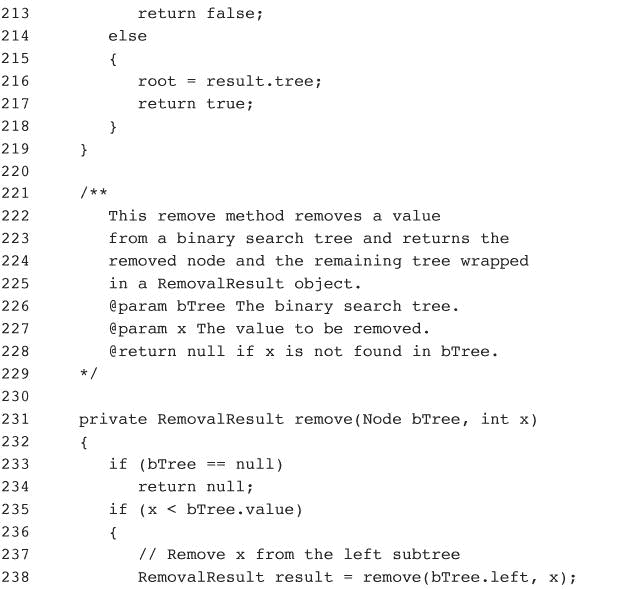 213           return false;
214        else
215        {
216           root = result.tree;
217           return true;
218        }
219     }
220
221     /**
222        This remove method removes a value
223        from a binary search tree and returns the
224        removed node and the remaining tree wrapped
225        in a RemovalResult object.
226        @param bTree The binary search tree.
227        @param x The value to be removed.
228        @return null if x is not found in bTree.
229     */
230
231     private RemovalResult remove(Node bTree, int x)
232     {
233        if (bTree == null)
234           return null;
235        if (x < bTree.value)
236        {
237           // Remove x from the left subtree
238           RemovalResult result = remove(bTree.left, x);